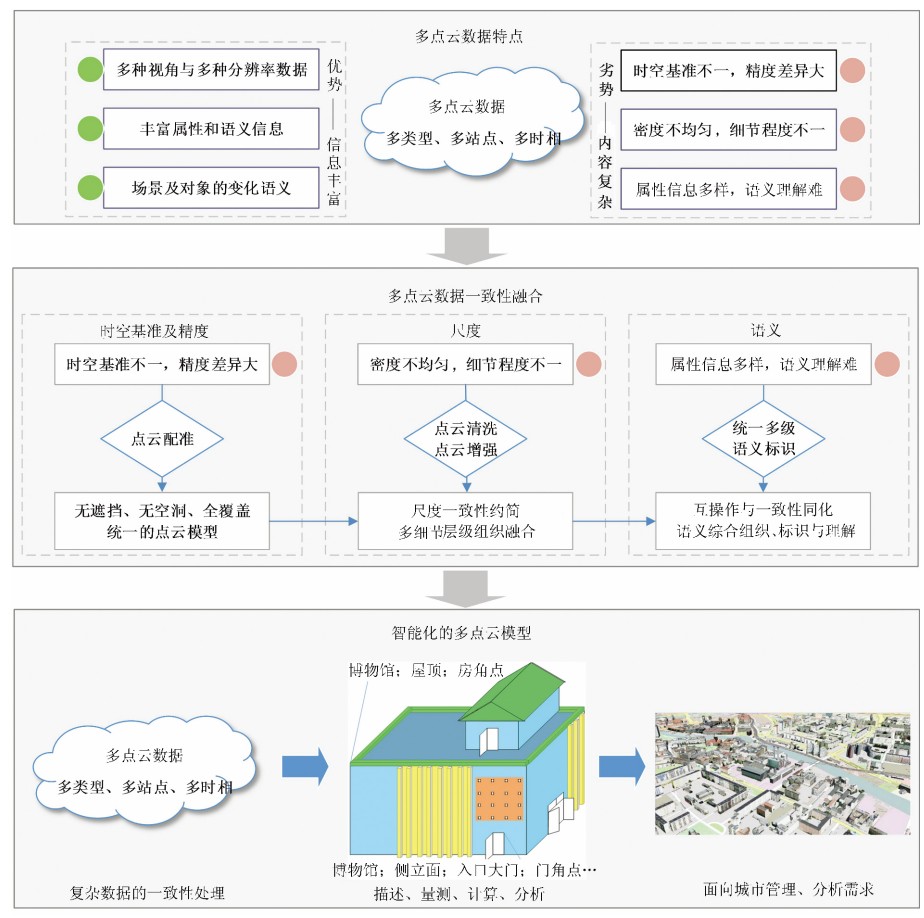 多点云数据特点
多种视角与多种分辨率数据
丰富属性和语义信息
场景及对象的变化语义
优势——信息丰富
多点云数据
多类型、多站点、多时相
劣势——内容复杂
时空基准不一，精度差异大
密度不均匀，细节程度不一
属性信息多样，语义理解难
多点云数据一致性融合
时空基准及精度
时空基准不一，精度差异大
点云配准
无遮挡、无空洞、全覆盖
统一的点云模型
尺度
密度不均匀，细节程度不一
点云清洗
点云增强
尺度一致性约简
多细节层级组织融合
语义
属性信息多样，语义理解难
统一多级
语义标识
互操作与一致性同化
语义综合组织、标识与理解
智能化的多点云模型
多点云数据
多类型、多站点、多时相
复杂数据的一致性处理
博物馆；屋顶；房角点
博物馆；侧立面；入口大门；门角点…
描述、量测、计算、分析
面向城市管理、分析需求